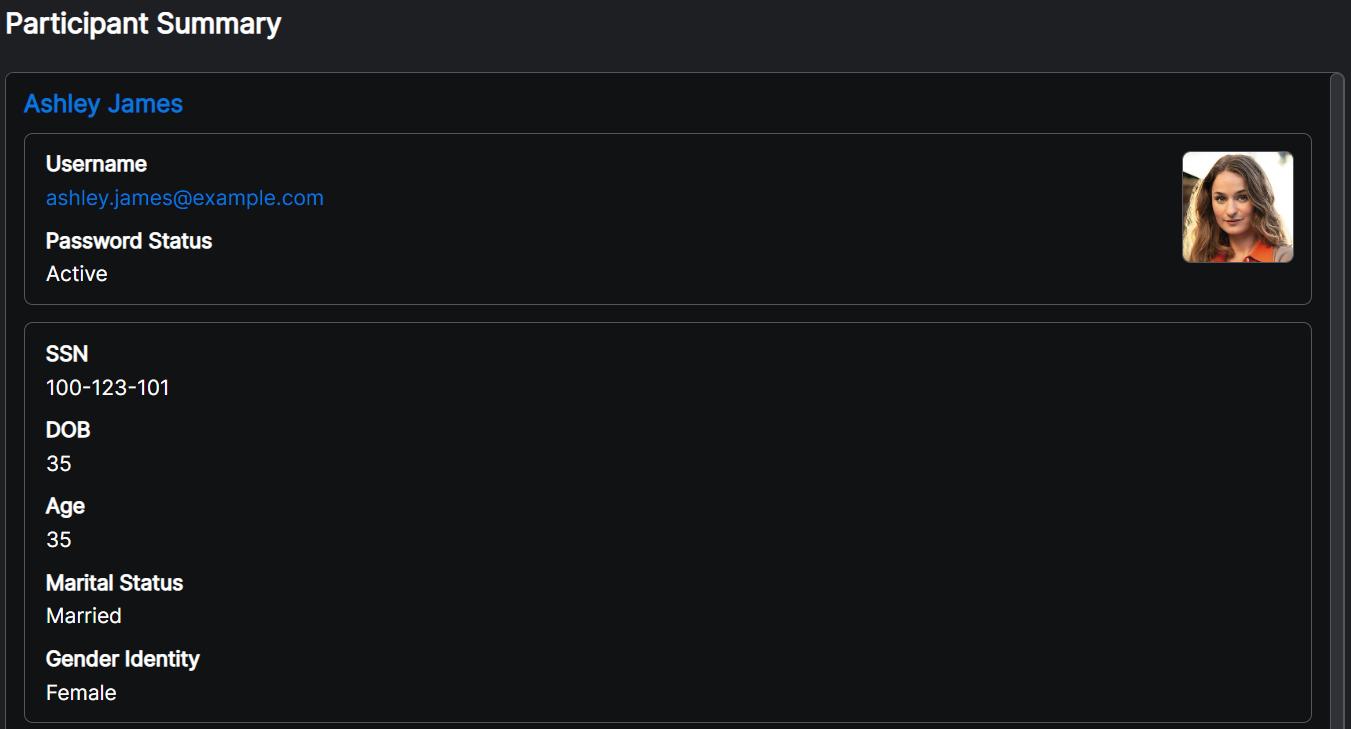 Participant Summary
Ashley James
Username
ashley.james@example.com
Password Status
Active
SSN
100-123-101
DOB
35
Age
35
Marital Status
Married
Gender Identity
Female